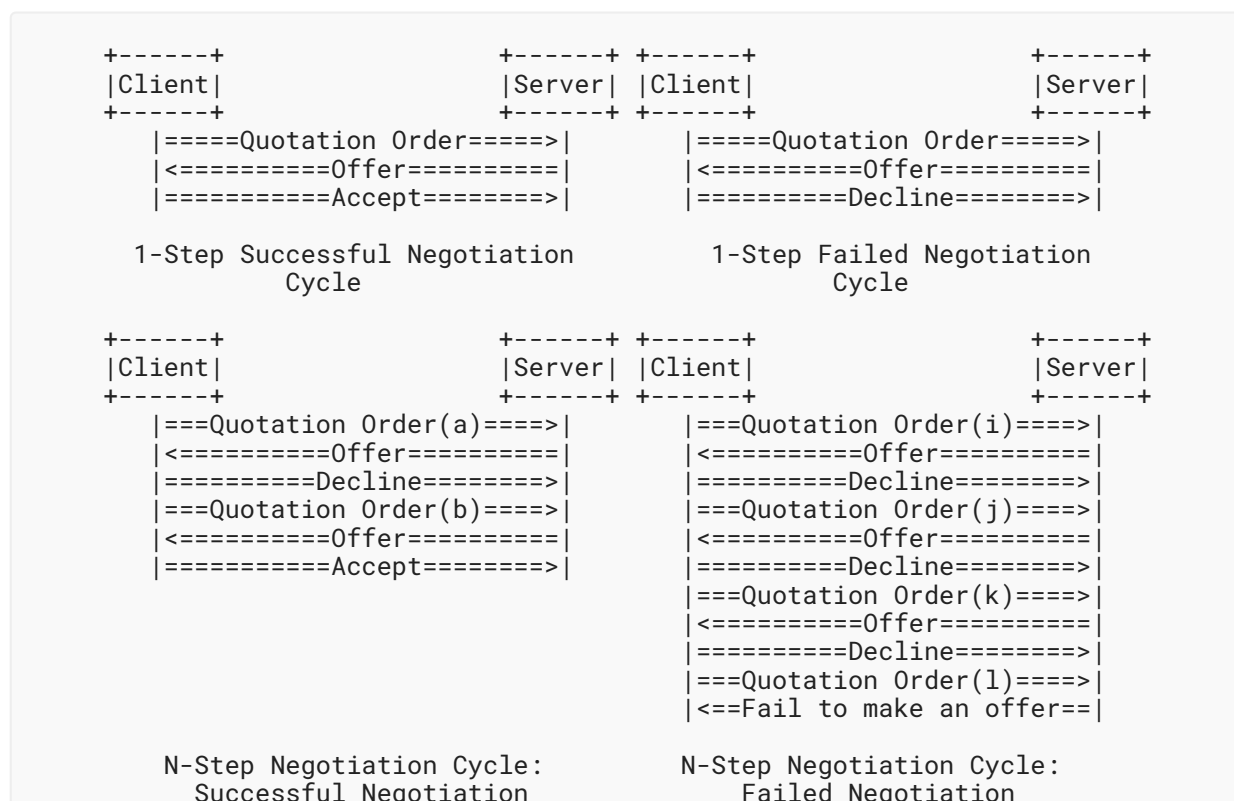 +------+                  +------+ +------+                  +------+
|Client|                  |Server| |Client|                  |Server|
+------+                  +------+ +------+                  +------+
   |=====Quotation Order=====>|       |=====Quotation Order=====>|
   |<==========Offer==========|       |<==========Offer==========|
   |===========Accept========>|       |==========Decline========>|
  1-Step Successful Negotiation         1-Step Failed Negotiation
            Cycle                               Cycle
+------+                  +------+ +------+                  +------+
|Client|                  |Server| |Client|                  |Server|
+------+                  +------+ +------+                  +------+
   |===Quotation Order(a)====>|       |===Quotation Order(i)====>|
   |<==========Offer==========|       |<==========Offer==========|
   |==========Decline========>|       |==========Decline========>|
   |===Quotation Order(b)====>|       |===Quotation Order(j)====>|
   |<==========Offer==========|       |<==========Offer==========|
   |===========Accept========>|       |==========Decline========>|
                                      |===Quotation Order(k)====>|
                                      |<==========Offer==========|
                                      |==========Decline========>|
                                      |===Quotation Order(l)====>|
                                      |<==Fail to make an offer==|
    N-Step Negotiation Cycle:         N-Step Negotiation Cycle:
      Successful Negotiation              Failed Negotiation